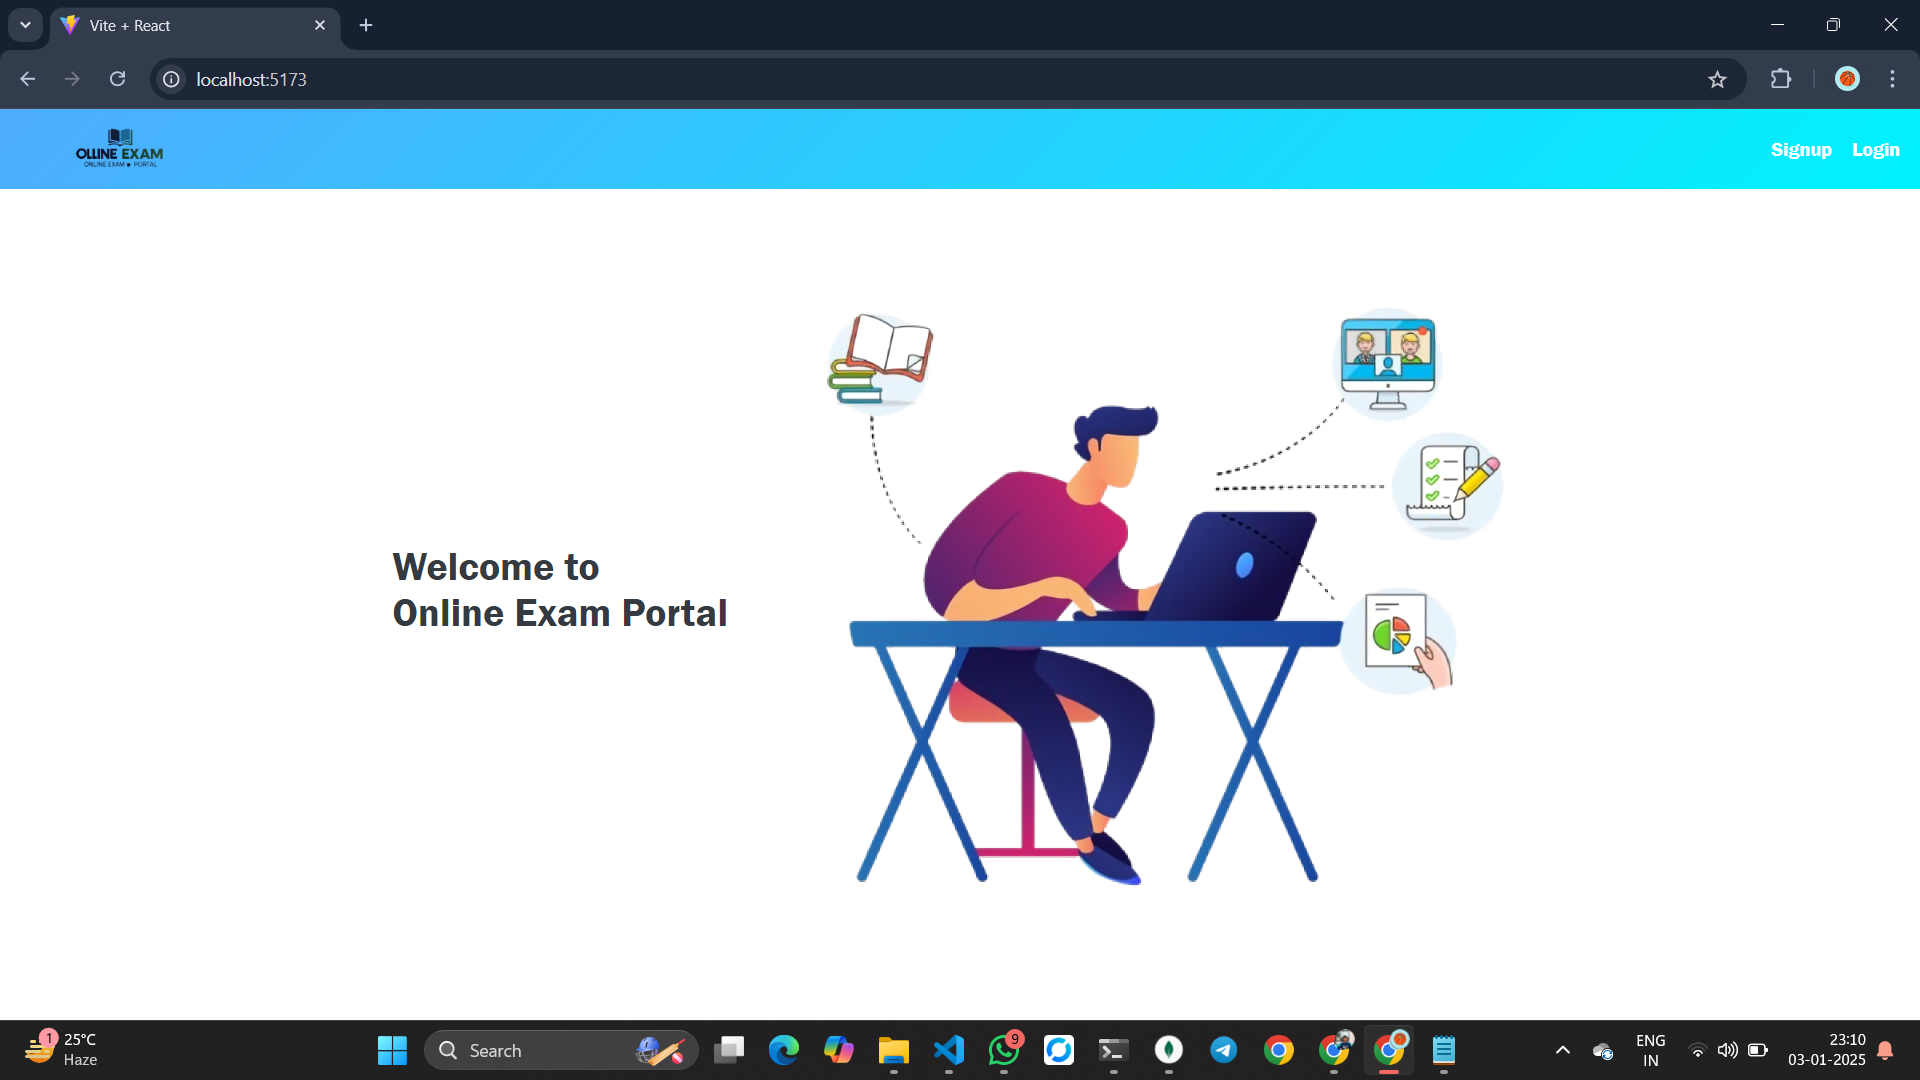 Vite + React
localhost:5173
OLLINE EXAM
ONLINE EXAM ● PORTAL
Signup Login
Welcome to
Online Exam Portal
1
25°C
Haze
Search
9
ENG
IN
23:10
03-01-2025